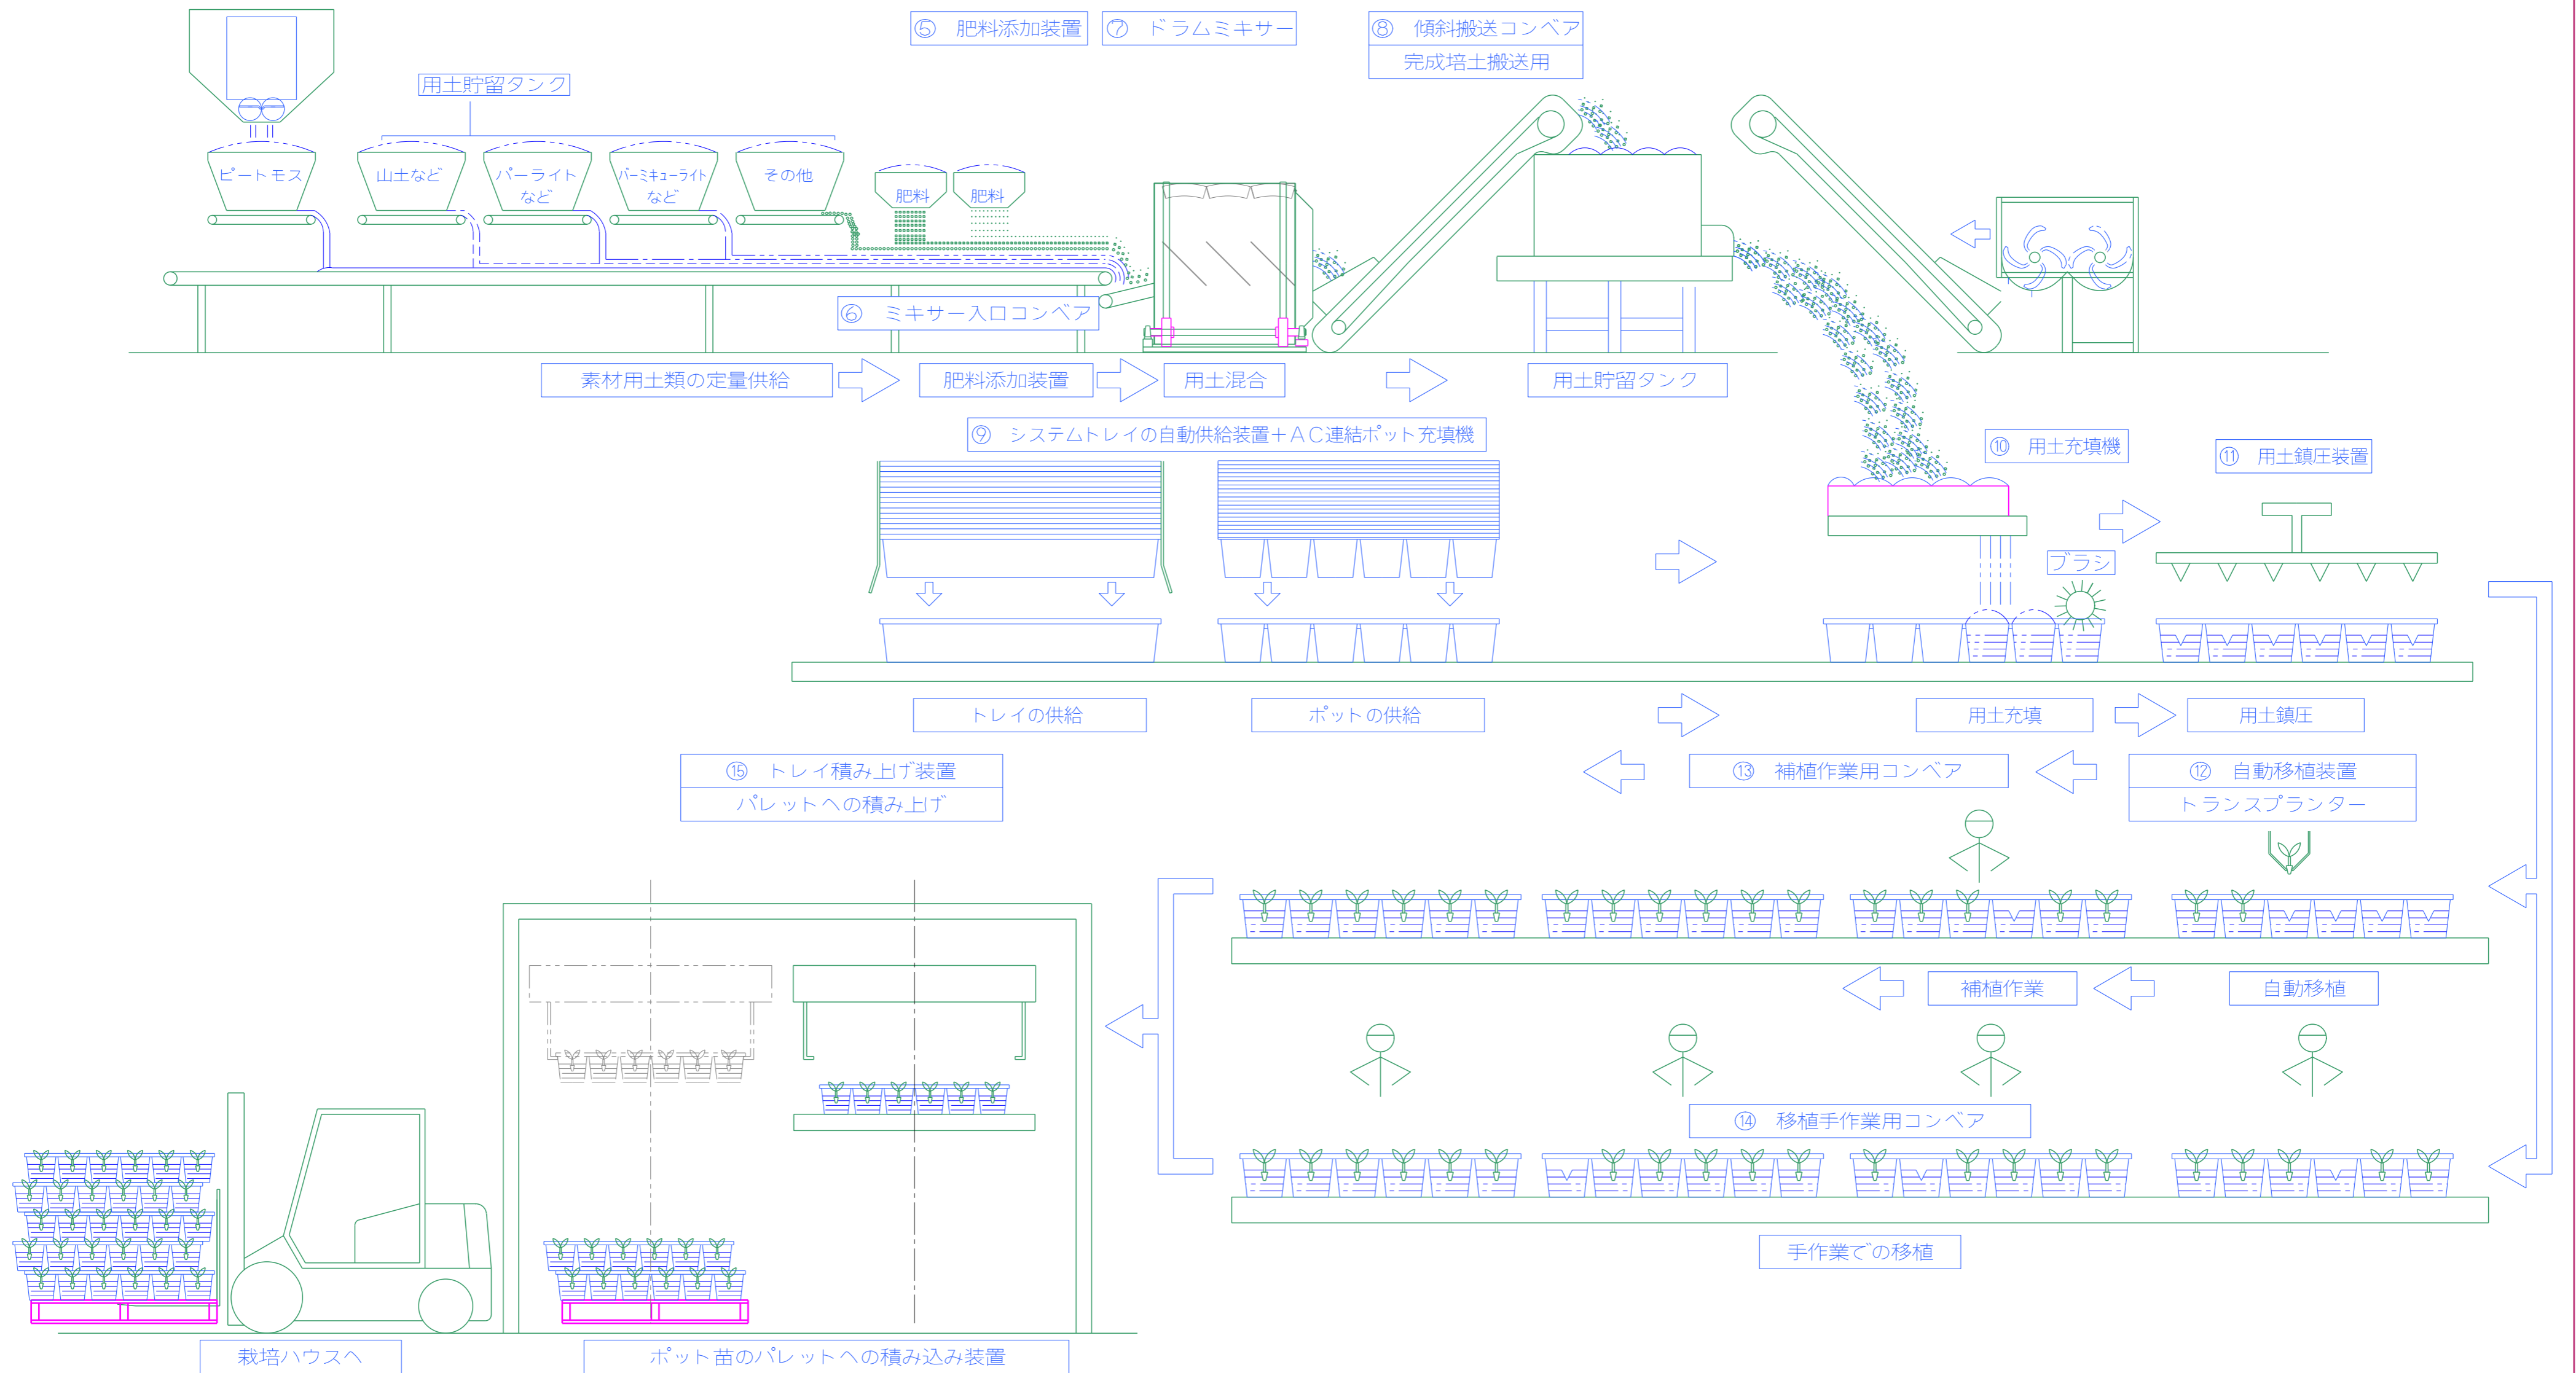 ⑤ 肥料添加装置
⑦ ドラムミキサー
⑧ 傾斜搬送コンベア
完成培土搬送用
用土貯留タンク
ピートモス
山土など
パーライト
など
バーミキューライト
など
その他
肥料
肥料
⑥ ミキサー入口コンベア
素材用土類の定量供給
肥料添加装置
用土混合
用土貯留タンク
⑨ システムトレイの自動供給装置+AC連結ポット充填機
⑩ 用土充填機
⑪ 用土鎮圧装置
ブラシ
トレイの供給
ポットの供給
用土充填
用土鎮圧
⑮ トレイ積み上げ装置
パレットへの積み上げ
⑬ 補植作業用コンベア
⑫ 自動移植装置
トランスプランター
補植作業
自動移植
⑭ 移植手作業用コンベア
手作業での移植
栽培ハウスへ
ポット苗のパレットへの積み込み装置